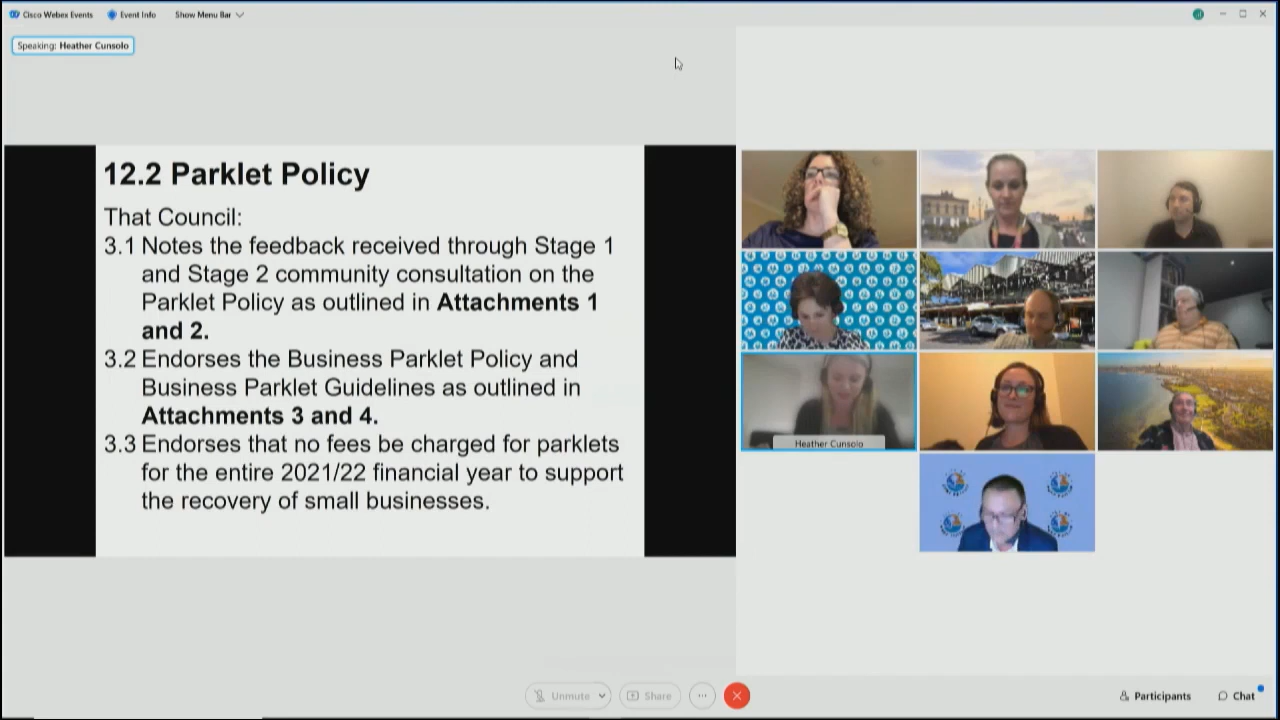 Cisco Webex Events
Event Info
Show Menu Bar
Speaking: Heather Cunsolo
12.2 Parklet Policy
That Council:
3.1 Notes the feedback received through Stage 1
and Stage 2 community consultation on the
Parklet Policy as outlined in Attachments 1
and 2.
3.2 Endorses the Business Parklet Policy and
Business Parklet Guidelines as outlined in
Attachments 3 and 4.
3.3 Endorses that no fees be charged for parklets
for the entire 2021/22 financial year to support
the recovery of small businesses.
Heather Cunsolo
Unmute
Share
Participants
Chat